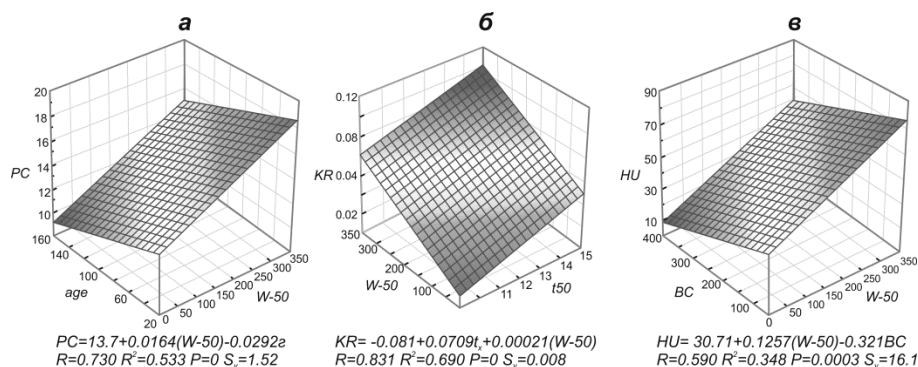 а
б
в
20
18
16
14
12
10
PC
160
140
100
60
20
age
0
50
100
150
200
250
300
350
W-50
0.12
0.08
0.04
0.02
KR
350
300
200
100
W-50
11
12
13
14
15
t50
90
70
50
30
10
HU
400
300
200
100
BC
0
50
100
150
200
250
300
350
W-50
PC=13.7+0.0164(W-50)-0.0292г
R=0.730 R²=0.533 P=0 Sx=1.52
KR= -0.081+0.0709tx+0.00021(W-50)
R=0.831 R²=0.690 P=0 Sx=0.008
HU= 30.71+0.1257(W-50)-0.321BC
R=0.590 R²=0.348 P=0.0003 Sx=16.1